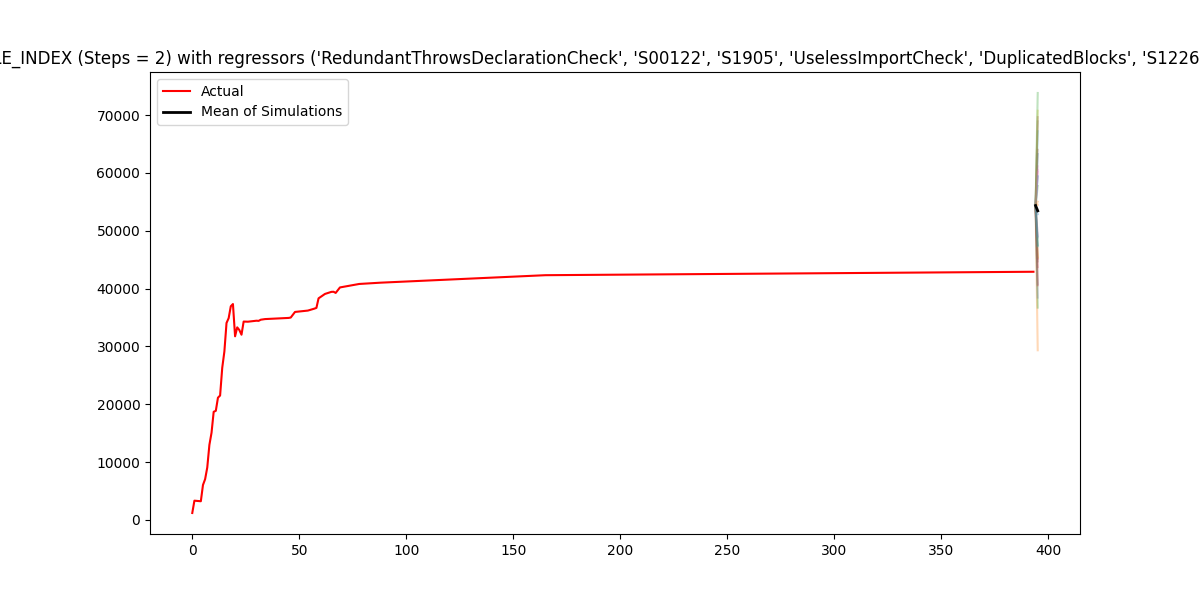 LE_INDEX (Steps = 2) with regressors ('RedundantThrowsDeclarationCheck', 'S00122', 'S1905', 'UselessImportCheck', 'DuplicatedBlocks', 'S1226
Actual
Mean of Simulations
70000
60000
50000
40000
30000
20000
10000
0
0 50 100 150 200 250 300 350 400